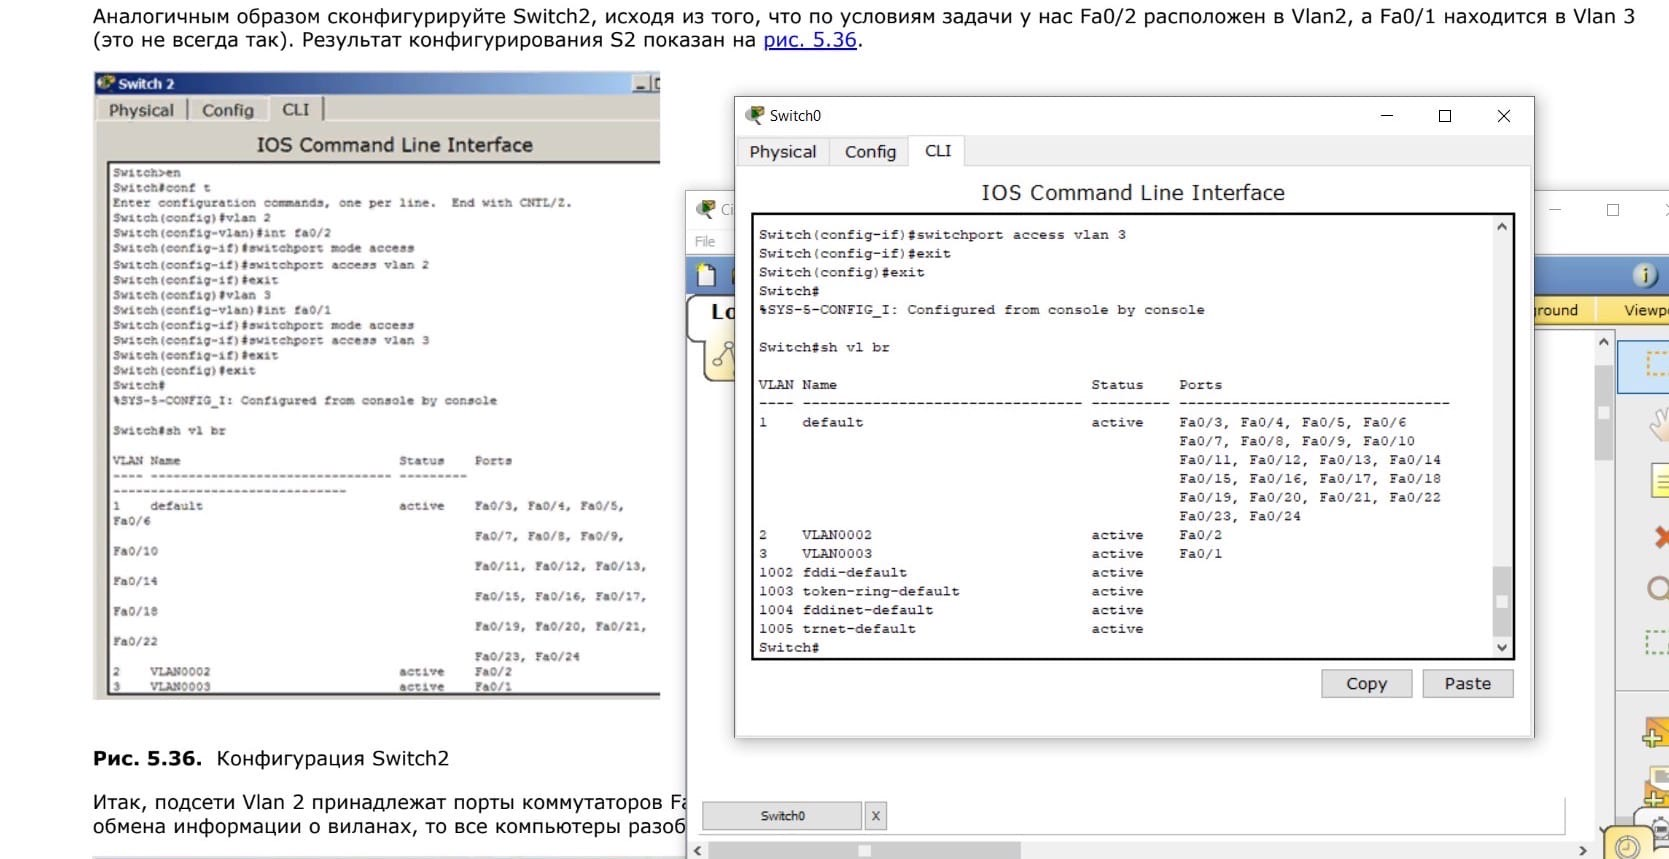 Аналогичным образом сконфигурируйте Switch2, исходя из того, что по условиям задачи у нас Fa0/2 расположен в Vlan2, а Fa0/1 находится в Vlan 3
(это не всегда так). Результат конфигурирования S2 показан на рис. 5.36.
Switch 2
Physical Config CLI
IOS Command Line Interface
Switch>en
Switch#conf t
Enter configuration commands, one per line.  End with CNTL/Z.
Switch(config)#vlan 2
Switch(config-vlan)#int fa0/2
Switch(config-if)#switchport mode access
Switch(config-if)#switchport access vlan 2
Switch(config-if)#exit
Switch(config)#vlan 3
Switch(config-vlan)#int fa0/1
Switch(config-if)#switchport mode access
Switch(config-if)#switchport access vlan 3
Switch(config-if)#exit
Switch(config)#exit
Switch#
%SYS-5-CONFIG_I: Configured from console by console
Switch#sh vl br
VLAN Name Status Ports
---- -------------------------------- ---------
-------------------------------
1 default active Fa0/3, Fa0/4, Fa0/5,
Fa0/6
Fa0/7, Fa0/8, Fa0/9,
Fa0/10
Fa0/11, Fa0/12, Fa0/13,
Fa0/14
Fa0/15, Fa0/16, Fa0/17,
Fa0/18
Fa0/19, Fa0/20, Fa0/21,
Fa0/22
Fa0/23, Fa0/24
2 VLAN0002 active Fa0/2
3 VLAN0003 active Fa0/1
Рис. 5.36. Конфигурация Switch2
Итак, подсети Vlan 2 принадлежат порты коммутаторов
обмена информации о виланах, то все компьютеры разоб
Switch0
Physical Config CLI
IOS Command Line Interface
Switch(config-if)#switchport access vlan 3
Switch(config-if)#exit
Switch(config)#exit
Switch#
%SYS-5-CONFIG_I: Configured from console by console
Switch#sh vl br
VLAN Name Status Ports
---- -------------------------------- --------- -------------------------------
1 default active Fa0/3, Fa0/4, Fa0/5, Fa0/6
Fa0/7, Fa0/8, Fa0/9, Fa0/10
Fa0/11, Fa0/12, Fa0/13, Fa0/14
Fa0/15, Fa0/16, Fa0/17, Fa0/18
Fa0/19, Fa0/20, Fa0/21, Fa0/22
Fa0/23, Fa0/24
2 VLAN0002 active Fa0/2
3 VLAN0003 active Fa0/1
1002 fddi-default active
1003 token-ring-default active
1004 fddinet-default active
1005 trnet-default active
Switch#
Copy Paste
Ci
File
Lo
round Viewp
Switch0 X